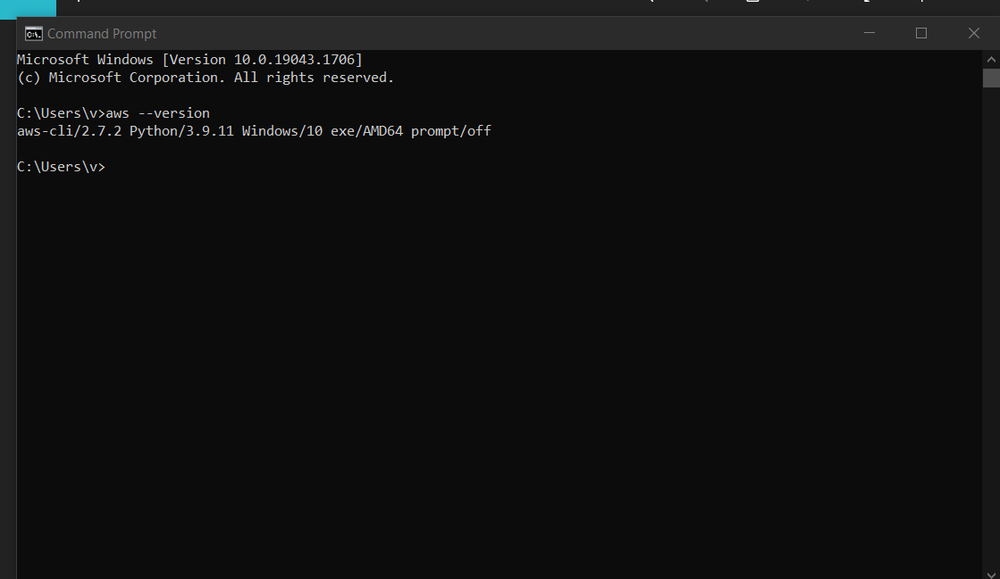 Command Prompt
Microsoft Windows [Version 10.0.19043.1706]
(c) Microsoft Corporation. All rights reserved.
C:\Users\v>aws --version
aws-cli/2.7.2 Python/3.9.11 Windows/10 exe/AMD64 prompt/off
C:\Users\v>